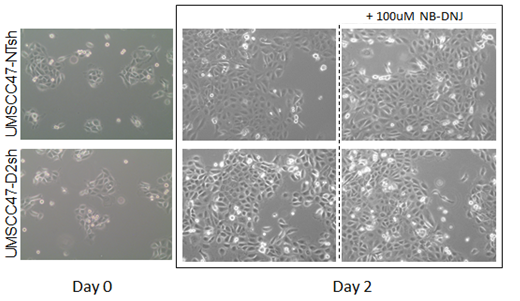 + 100uM NB-DNJ
UMSCC47-NTsh
UMSCC47-D2sh
Day 0
Day 2